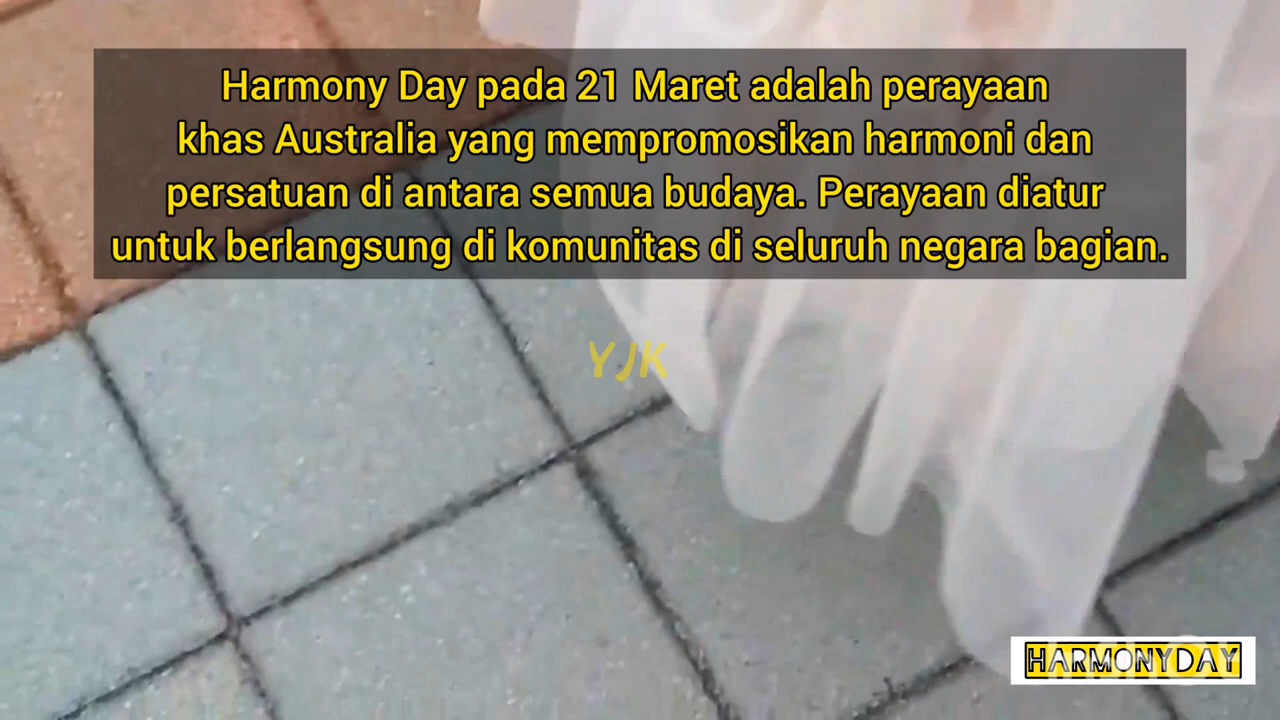 Harmony Day pada 21 Maret adalah perayaan
khas Australia yang mempromosikan harmoni dan
persatuan di antara semua budaya. Perayaan diatur
untuk berlangsung di komunitas di seluruh negara bagian.
YJK
HARMONYDAY